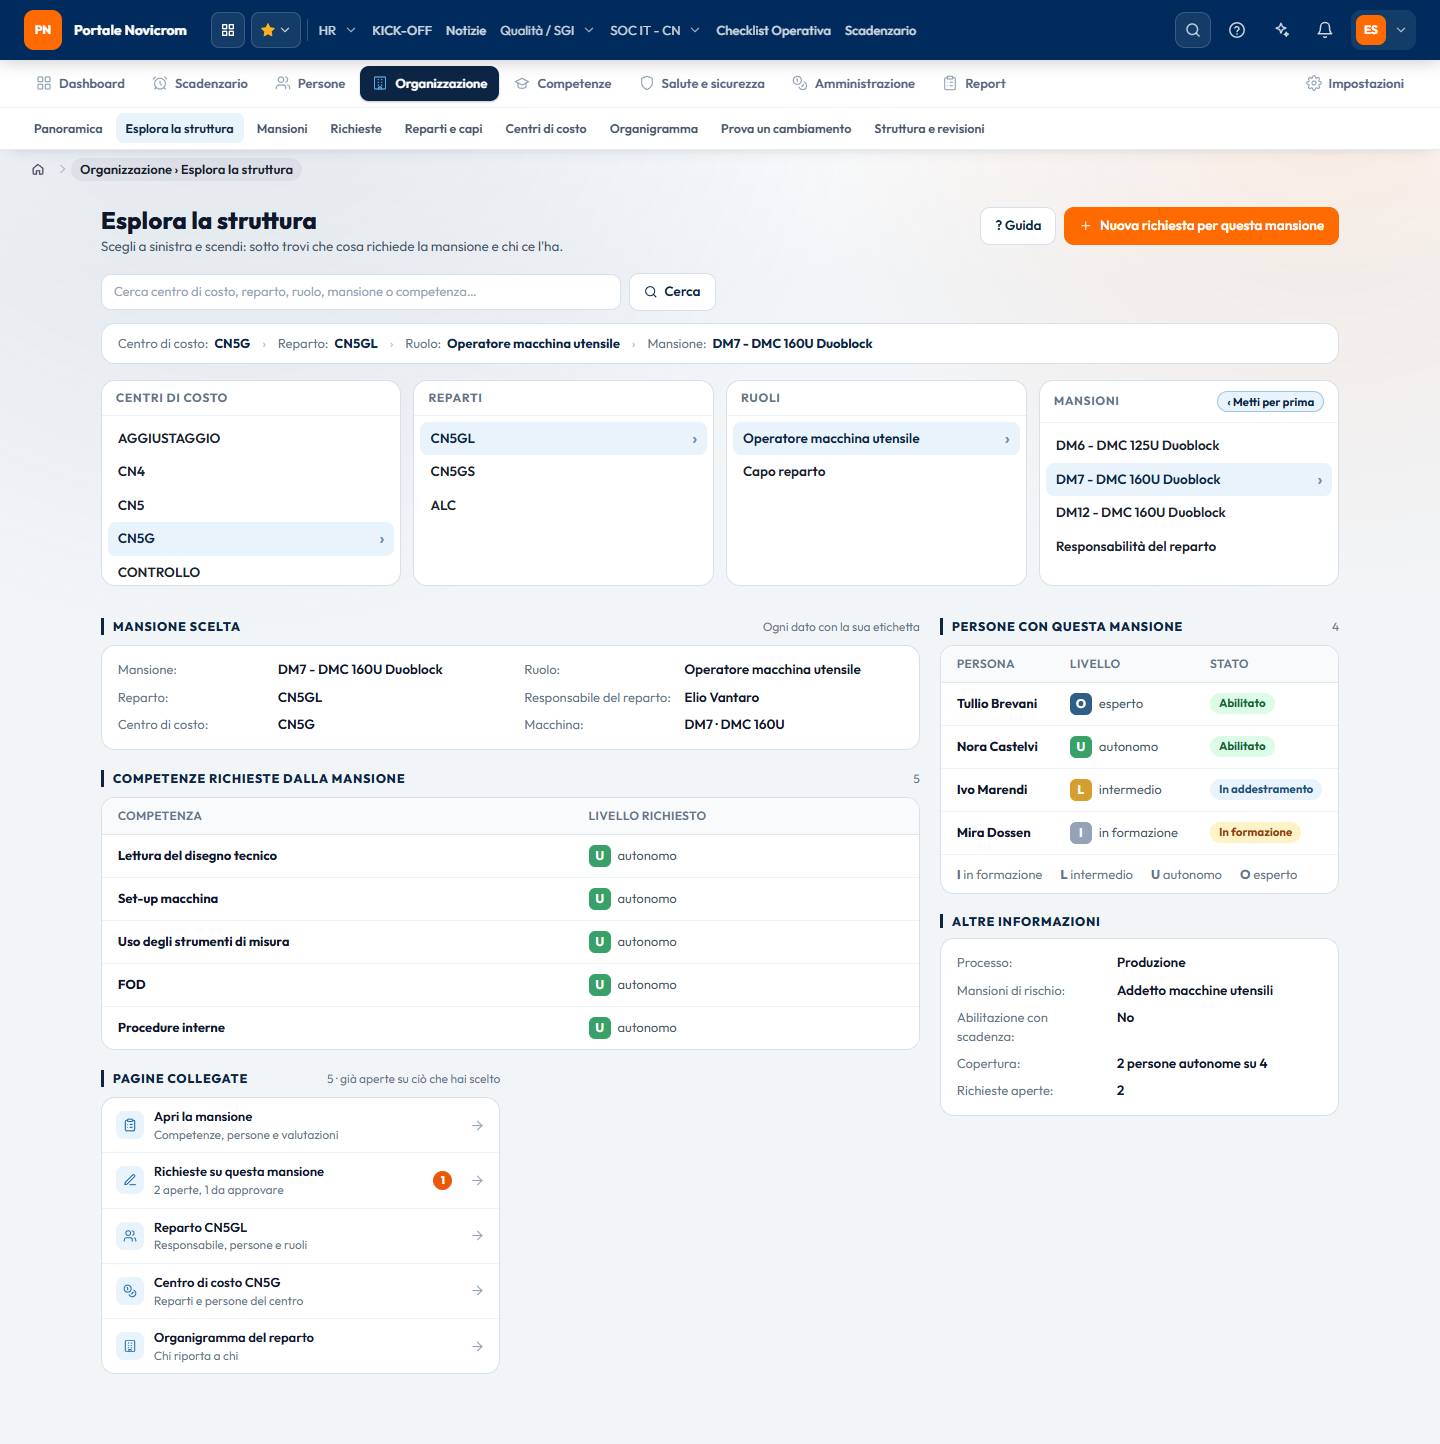 PN Portale Novicrom HR KICK-OFF Notizie Qualità / SGI SOC IT - CN Checklist Operativa Scadenzario ES
Dashboard Scadenzario Persone Organizzazione Competenze Salute e sicurezza Amministrazione Report Impostazioni
Panoramica Esplora la struttura Mansioni Richieste Reparti e capi Centri di costo Organigramma Prova un cambiamento Struttura e revisioni
Organizzazione › Esplora la struttura
Esplora la struttura
Scegli a sinistra e scendi: sotto trovi che cosa richiede la mansione e chi ce l'ha.
? Guida
+ Nuova richiesta per questa mansione
Cerca centro di costo, reparto, ruolo, mansione o competenza...
Cerca
Centro di costo: CN5G › Reparto: CN5GL › Ruolo: Operatore macchina utensile › Mansione: DM7 - DMC 160U Duoblock
CENTRI DI COSTO
AGGIUSTAGGIO
CN4
CN5
CN5G ›
CONTROLLO
REPARTI
CN5GL ›
CN5GS
ALC
RUOLI
Operatore macchina utensile ›
Capo reparto
MANSIONI ‹ Metti per prima
DM6 - DMC 125U Duoblock
DM7 - DMC 160U Duoblock ›
DM12 - DMC 160U Duoblock
Responsabilità del reparto
MANSIONE SCELTA Ogni dato con la sua etichetta
Mansione: DM7 - DMC 160U Duoblock Ruolo: Operatore macchina utensile
Reparto: CN5GL Responsabile del reparto: Elio Vantaro
Centro di costo: CN5G Macchina: DM7 · DMC 160U
COMPETENZE RICHIESTE DALLA MANSIONE 5
COMPETENZA LIVELLO RICHIESTO
Lettura del disegno tecnico U autonomo
Set-up macchina U autonomo
Uso degli strumenti di misura U autonomo
FOD U autonomo
Procedure interne U autonomo
PAGINE COLLEGATE 5 · già aperte su ciò che hai scelto
Apri la mansione
Competenze, persone e valutazioni
Richieste su questa mansione 1
2 aperte, 1 da approvare
Reparto CN5GL
Responsabile, persone e ruoli
Centro di costo CN5G
Reparti e persone del centro
Organigramma del reparto
Chi riporta a chi
PERSONE CON QUESTA MANSIONE 4
PERSONA LIVELLO STATO
Tullio Brevani O esperto Abilitato
Nora Castelvi U autonomo Abilitato
Ivo Marendi L intermedio In addestramento
Mira Dossen I in formazione In formazione
I in formazione L intermedio U autonomo O esperto
ALTRE INFORMAZIONI
Processo: Produzione
Mansioni di rischio: Addetto macchine utensili
Abilitazione con No
scadenza:
Copertura: 2 persone autonome su 4
Richieste aperte: 2